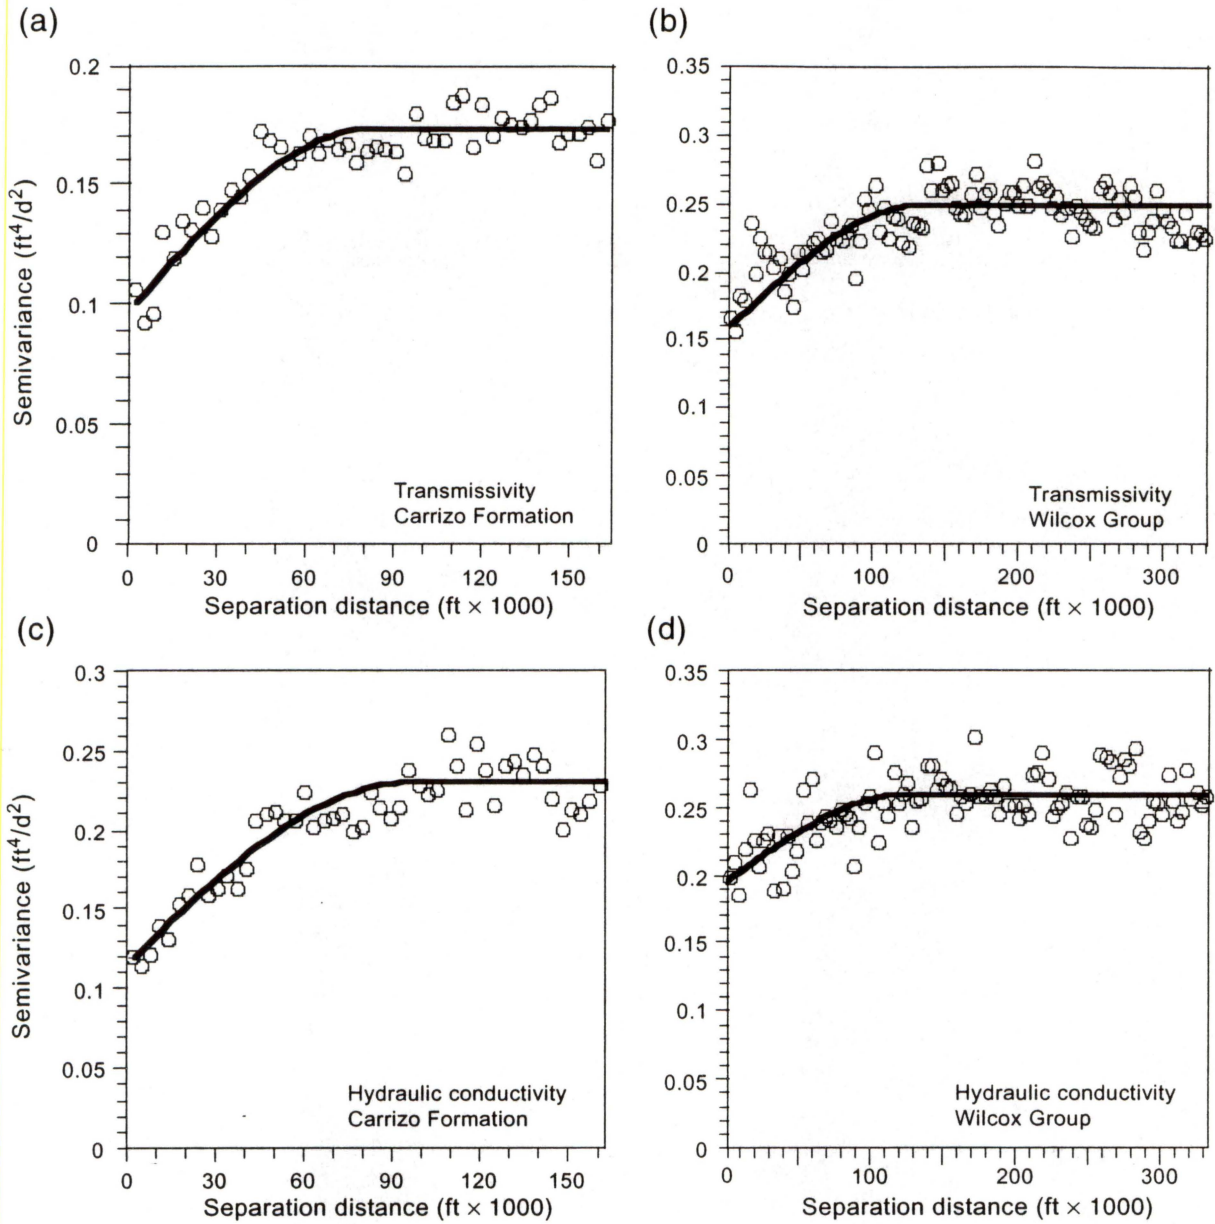 (a)
0.2
0.15
0.1
0.05
0
Semivariance (ft⁴/d²)
Transmissivity
Carrizo Formation
0 30 60 90 120 150
Separation distance (ft × 1000)
(b)
0.35
0.3
0.25
0.2
0.15
0.1
0.05
0
Transmissivity
Wilcox Group
0 100 200 300
Separation distance (ft × 1000)
(c)
0.3
0.25
0.2
0.15
0.1
0.05
0
Semivariance (ft⁴/d²)
Hydraulic conductivity
Carrizo Formation
0 30 60 90 120 150
Separation distance (ft × 1000)
(d)
0.35
0.3
0.25
0.2
0.15
0.1
0.05
0
Hydraulic conductivity
Wilcox Group
0 100 200 300
Separation distance (ft × 1000)